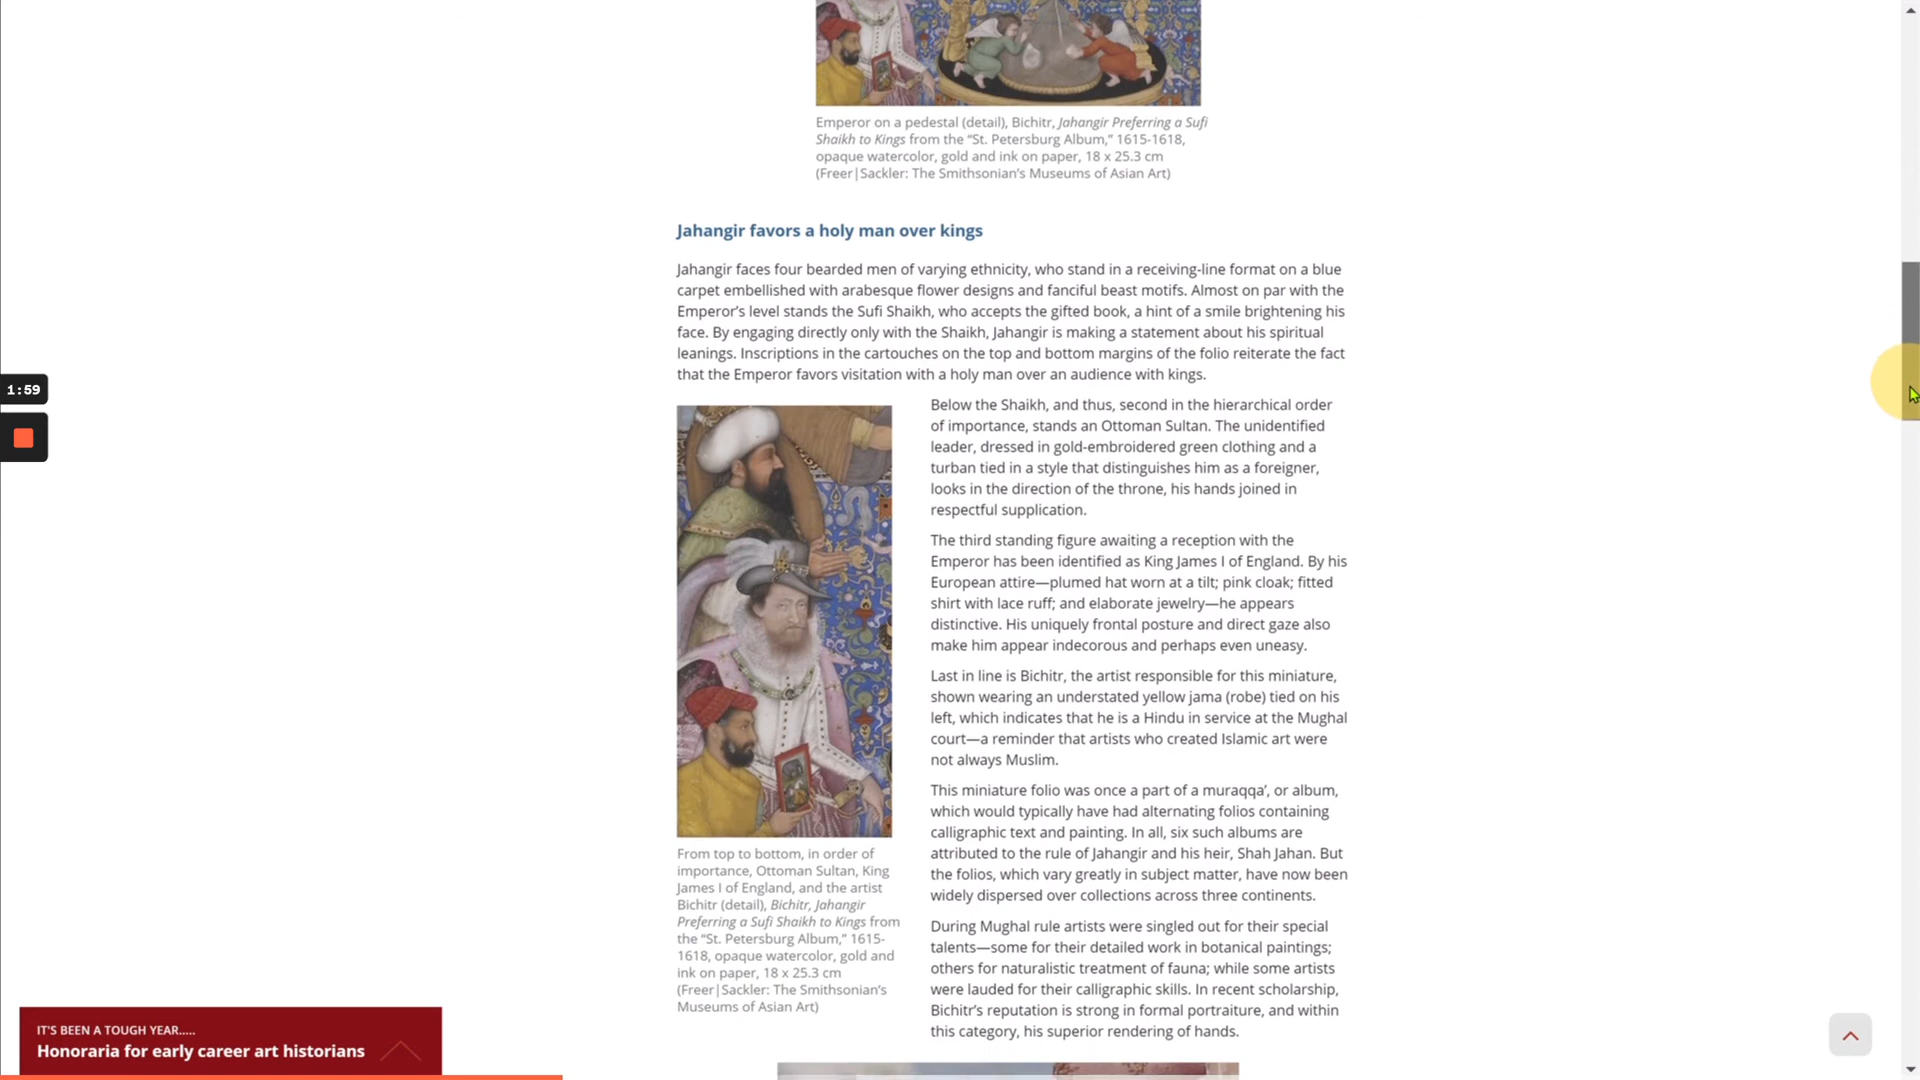 Emperor on a pedestal (detail), Bichitr, Jahangir Preferring a Sufi
Shaikh to Kings from the “St. Petersburg Album,” 1615-1618,
opaque watercolor, gold and ink on paper, 18 x 25.3 cm
(Freer|Sackler: The Smithsonian’s Museums of Asian Art)
Jahangir favors a holy man over kings
Jahangir faces four bearded men of varying ethnicity, who stand in a receiving-line format on a blue
carpet embellished with arabesque flower designs and fanciful beast motifs. Almost on par with the
Emperor’s level stands the Sufi Shaikh, who accepts the gifted book, a hint of a smile brightening his
face. By engaging directly only with the Shaikh, Jahangir is making a statement about his spiritual
leanings. Inscriptions in the cartouches on the top and bottom margins of the folio reiterate the fact
that the Emperor favors visitation with a holy man over an audience with kings.
1:59
Below the Shaikh, and thus, second in the hierarchical order
of importance, stands an Ottoman Sultan. The unidentified
leader, dressed in gold-embroidered green clothing and a
turban tied in a style that distinguishes him as a foreigner,
looks in the direction of the throne, his hands joined in
respectful supplication.
The third standing figure awaiting a reception with the
Emperor has been identified as King James I of England. By his
European attire—plumed hat worn at a tilt; pink cloak; fitted
shirt with lace ruff; and elaborate jewelry—he appears
distinctive. His uniquely frontal posture and direct gaze also
make him appear indecorous and perhaps even uneasy.
Last in line is Bichitr, the artist responsible for this miniature,
shown wearing an understated yellow jama (robe) tied on his
left, which indicates that he is a Hindu in service at the Mughal
court—a reminder that artists who created Islamic art were
not always Muslim.
This miniature folio was once a part of a muraqqa’, or album,
which would typically have had alternating folios containing
calligraphic text and painting. In all, six such albums are
attributed to the rule of Jahangir and his heir, Shah Jahan. But
the folios, which vary greatly in subject matter, have now been
widely dispersed over collections across three continents.
During Mughal rule artists were singled out for their special
talents—some for their detailed work in botanical paintings;
others for naturalistic treatment of fauna; while some artists
were lauded for their calligraphic skills. In recent scholarship,
Bichitr’s reputation is strong in formal portraiture, and within
this category, his superior rendering of hands.
From top to bottom, in order of
importance, Ottoman Sultan, King
James I of England, and the artist
Bichitr (detail), Bichitr, Jahangir
Preferring a Sufi Shaikh to Kings from
the “St. Petersburg Album,” 1615-
1618, opaque watercolor, gold and
ink on paper, 18 x 25.3 cm
(Freer|Sackler: The Smithsonian’s
Museums of Asian Art)
IT'S BEEN A TOUGH YEAR.....
Honoraria for early career art historians